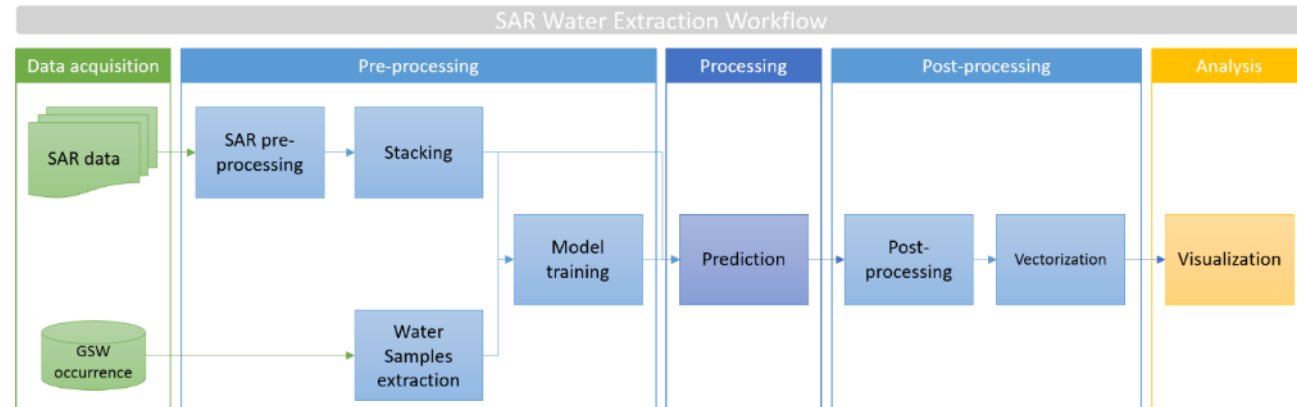 SAR Water Extraction Workflow
Data acquisition
Pre-processing
Processing
Post-processing
Analysis
SAR data
SAR pre-
processing
Stacking
Model
training
Prediction
Post-
processing
Vectorization
Visualization
GSW
occurrence
Water
Samples
extraction